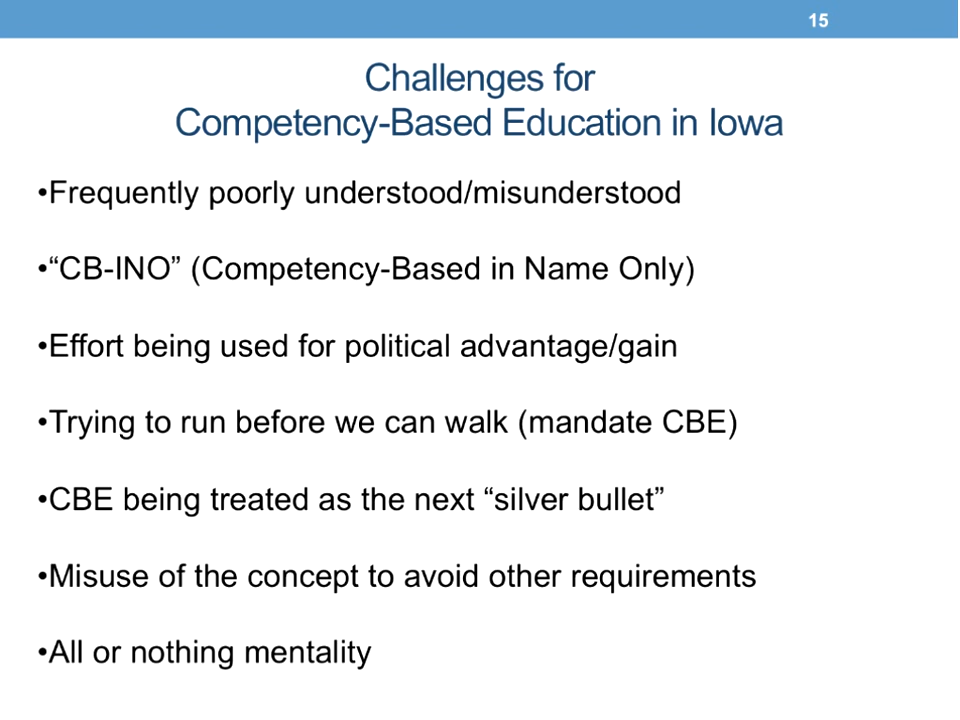 15
Challenges for
Competency-Based Education in Iowa
•Frequently poorly understood/misunderstood
•“CB-INO” (Competency-Based in Name Only)
•Effort being used for political advantage/gain
•Trying to run before we can walk (mandate CBE)
•CBE being treated as the next “silver bullet”
•Misuse of the concept to avoid other requirements
•All or nothing mentality